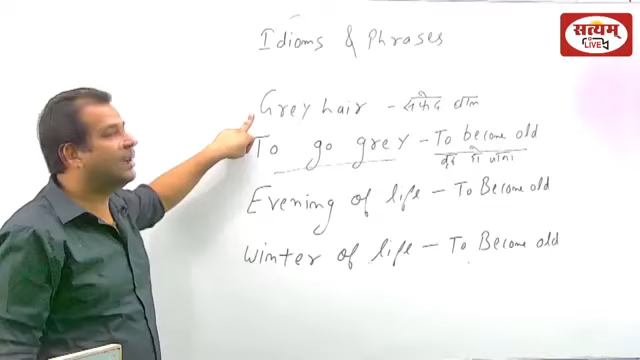 सत्यम्
LIVE
Idioms & Phrases
Grey hair - सफेद बाल
To go grey - To become old
बूढ़े हो जाना
Evening of life - To Become old
Winter of life - To Become old